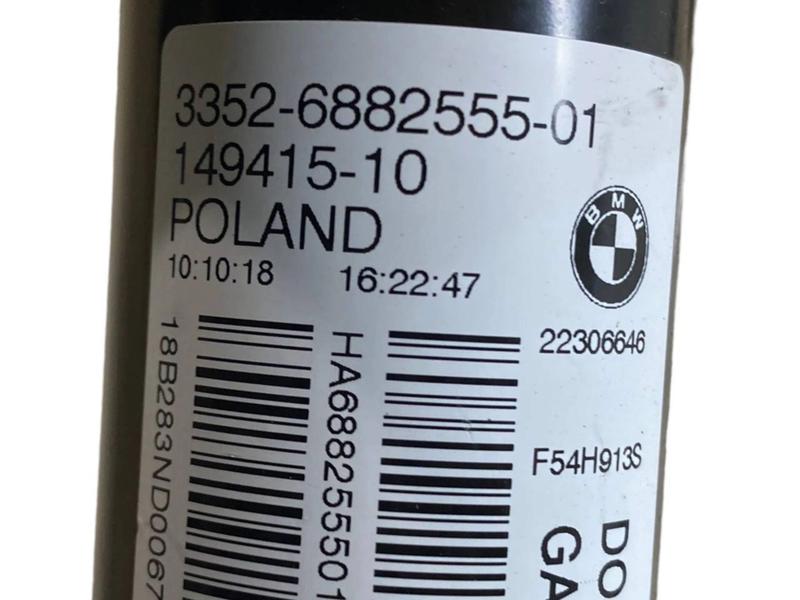 3352-6882555-01
149415-10
POLAND
10:10:18 16:22:47
BMW
22306646
F54H913S
18B283ND0067
HA688255501
DO
GA